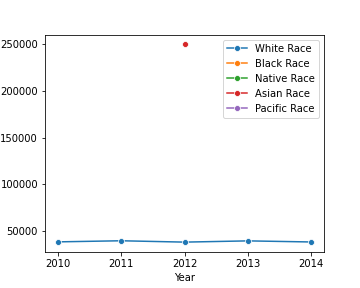 250000
200000
150000
100000
50000
White Race
Black Race
Native Race
Asian Race
Pacific Race
2010 2011 2012 2013 2014
Year